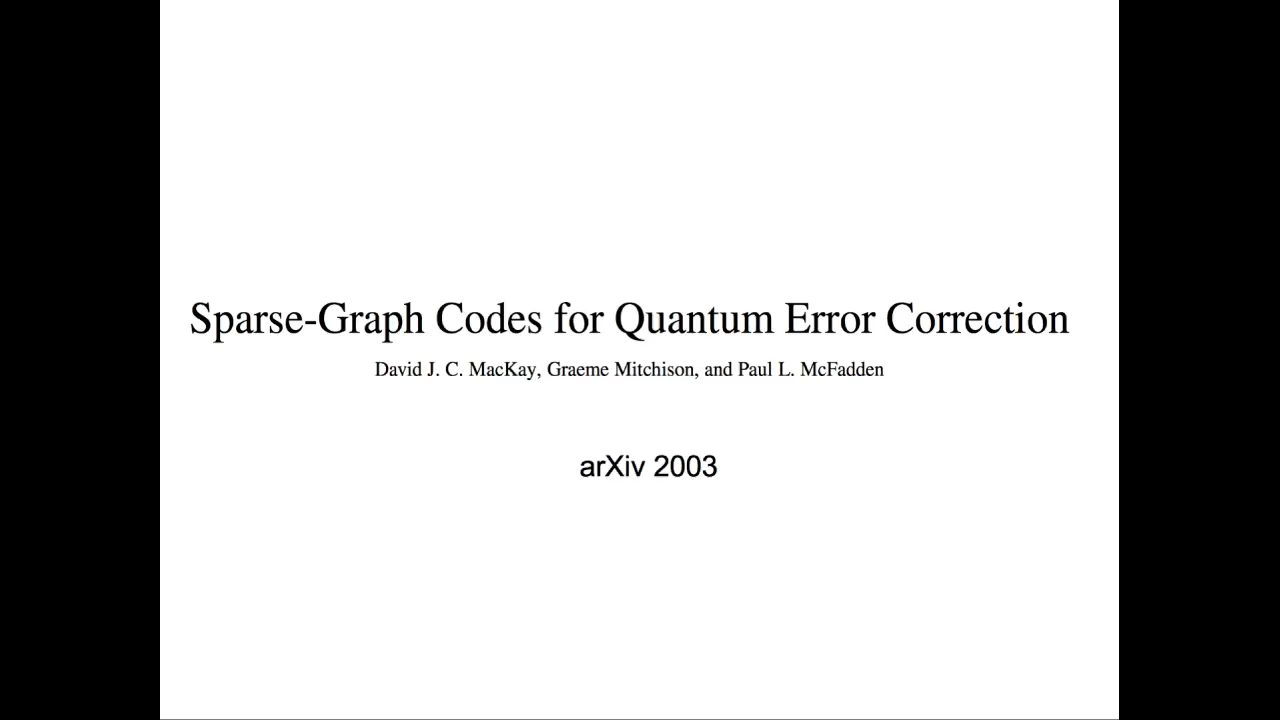 Sparse-Graph Codes for Quantum Error Correction
David J. C. MacKay, Graeme Mitchison, and Paul L. McFadden
arXiv 2003